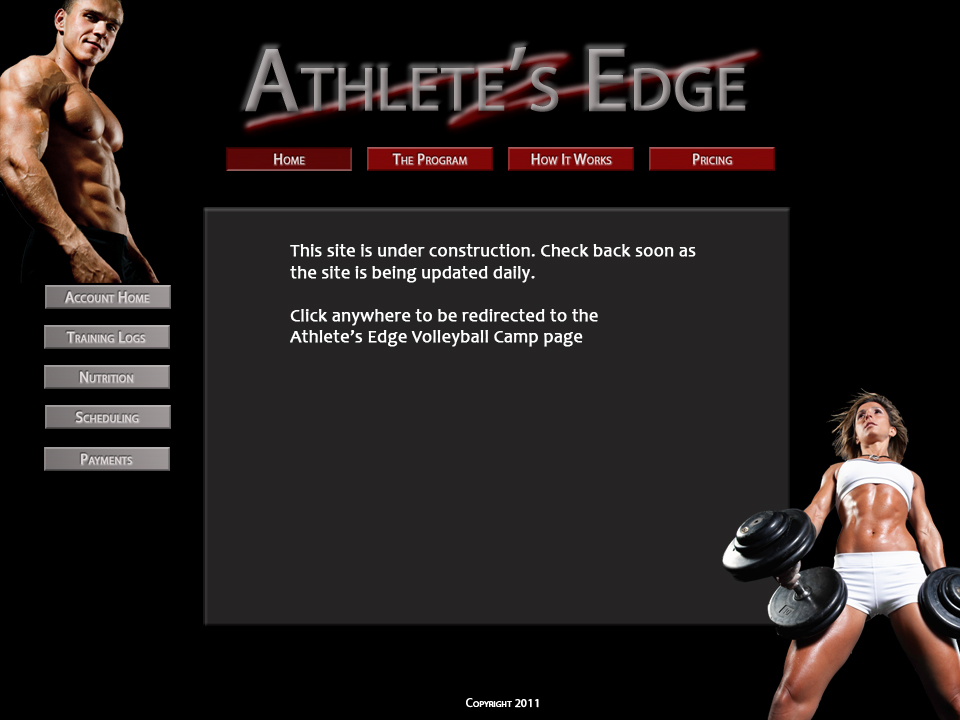 Athlete's Edge
Home
The Program
How It Works
Pricing
This site is under construction. Check back soon as
the site is being updated daily.
Click anywhere to be redirected to the
Athlete's Edge Volleyball Camp page
Account Home
Training Logs
Nutrition
Scheduling
Payments
Copyright 2011